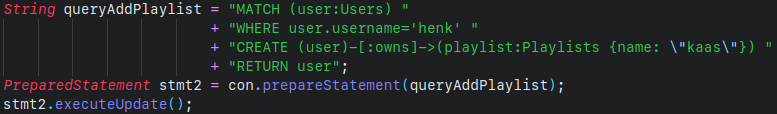 String queryAddPlaylist = "MATCH (user:Users) "
+ "WHERE user.username='henk' "
+ "CREATE (user)-[:owns]->(playlist:Playlists {name: \"kaas\"}) "
+ "RETURN user";
PreparedStatement stmt2 = con.prepareStatement(queryAddPlaylist);
stmt2.executeUpdate();